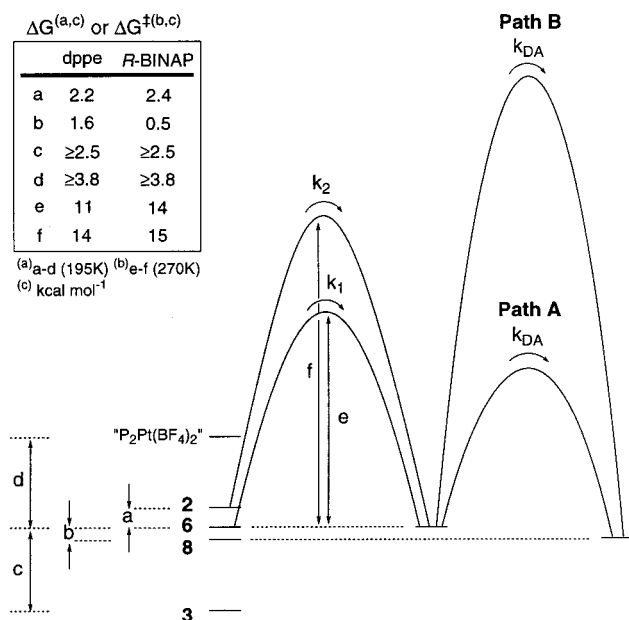 ΔG(a,c) or ΔG‡(b,c)
dppe R-BINAP
a 2.2 2.4
b 1.6 0.5
c ≥2.5 ≥2.5
d ≥3.8 ≥3.8
e 11 14
f 14 15
(a)a-d (195K) (b)e-f (270K)
(c) kcal mol-1
Path B
kDA
k2
k1
Path A
kDA
f
e
"P2Pt(BF4)2"
d
a
2
b
6
8
c
3